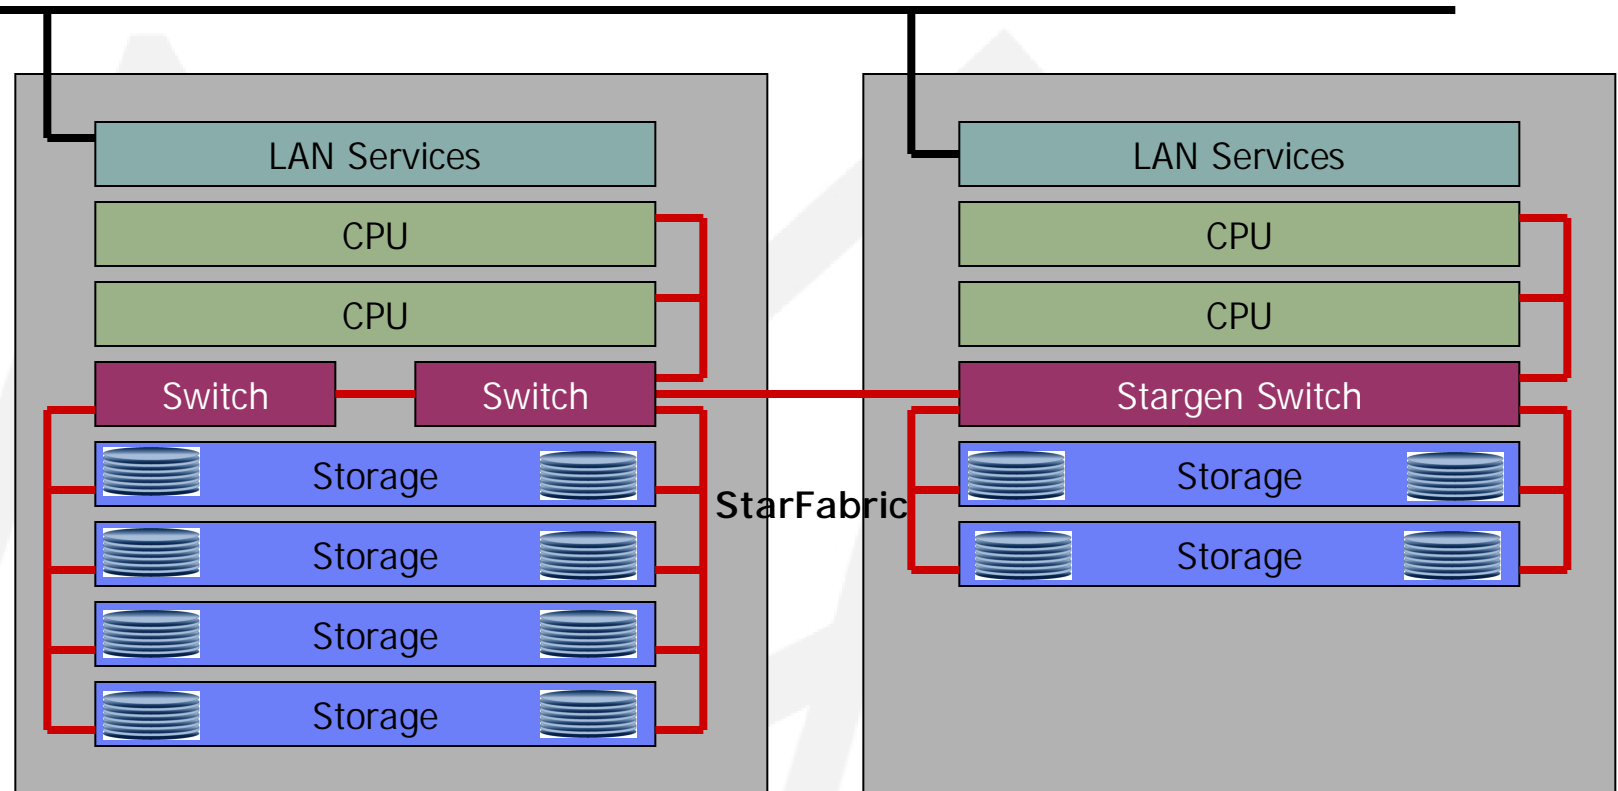 LAN Services
CPU
CPU
Switch
Switch
Storage
Storage
Storage
Storage
StarFabric
LAN Services
CPU
CPU
Stargen Switch
Storage
Storage